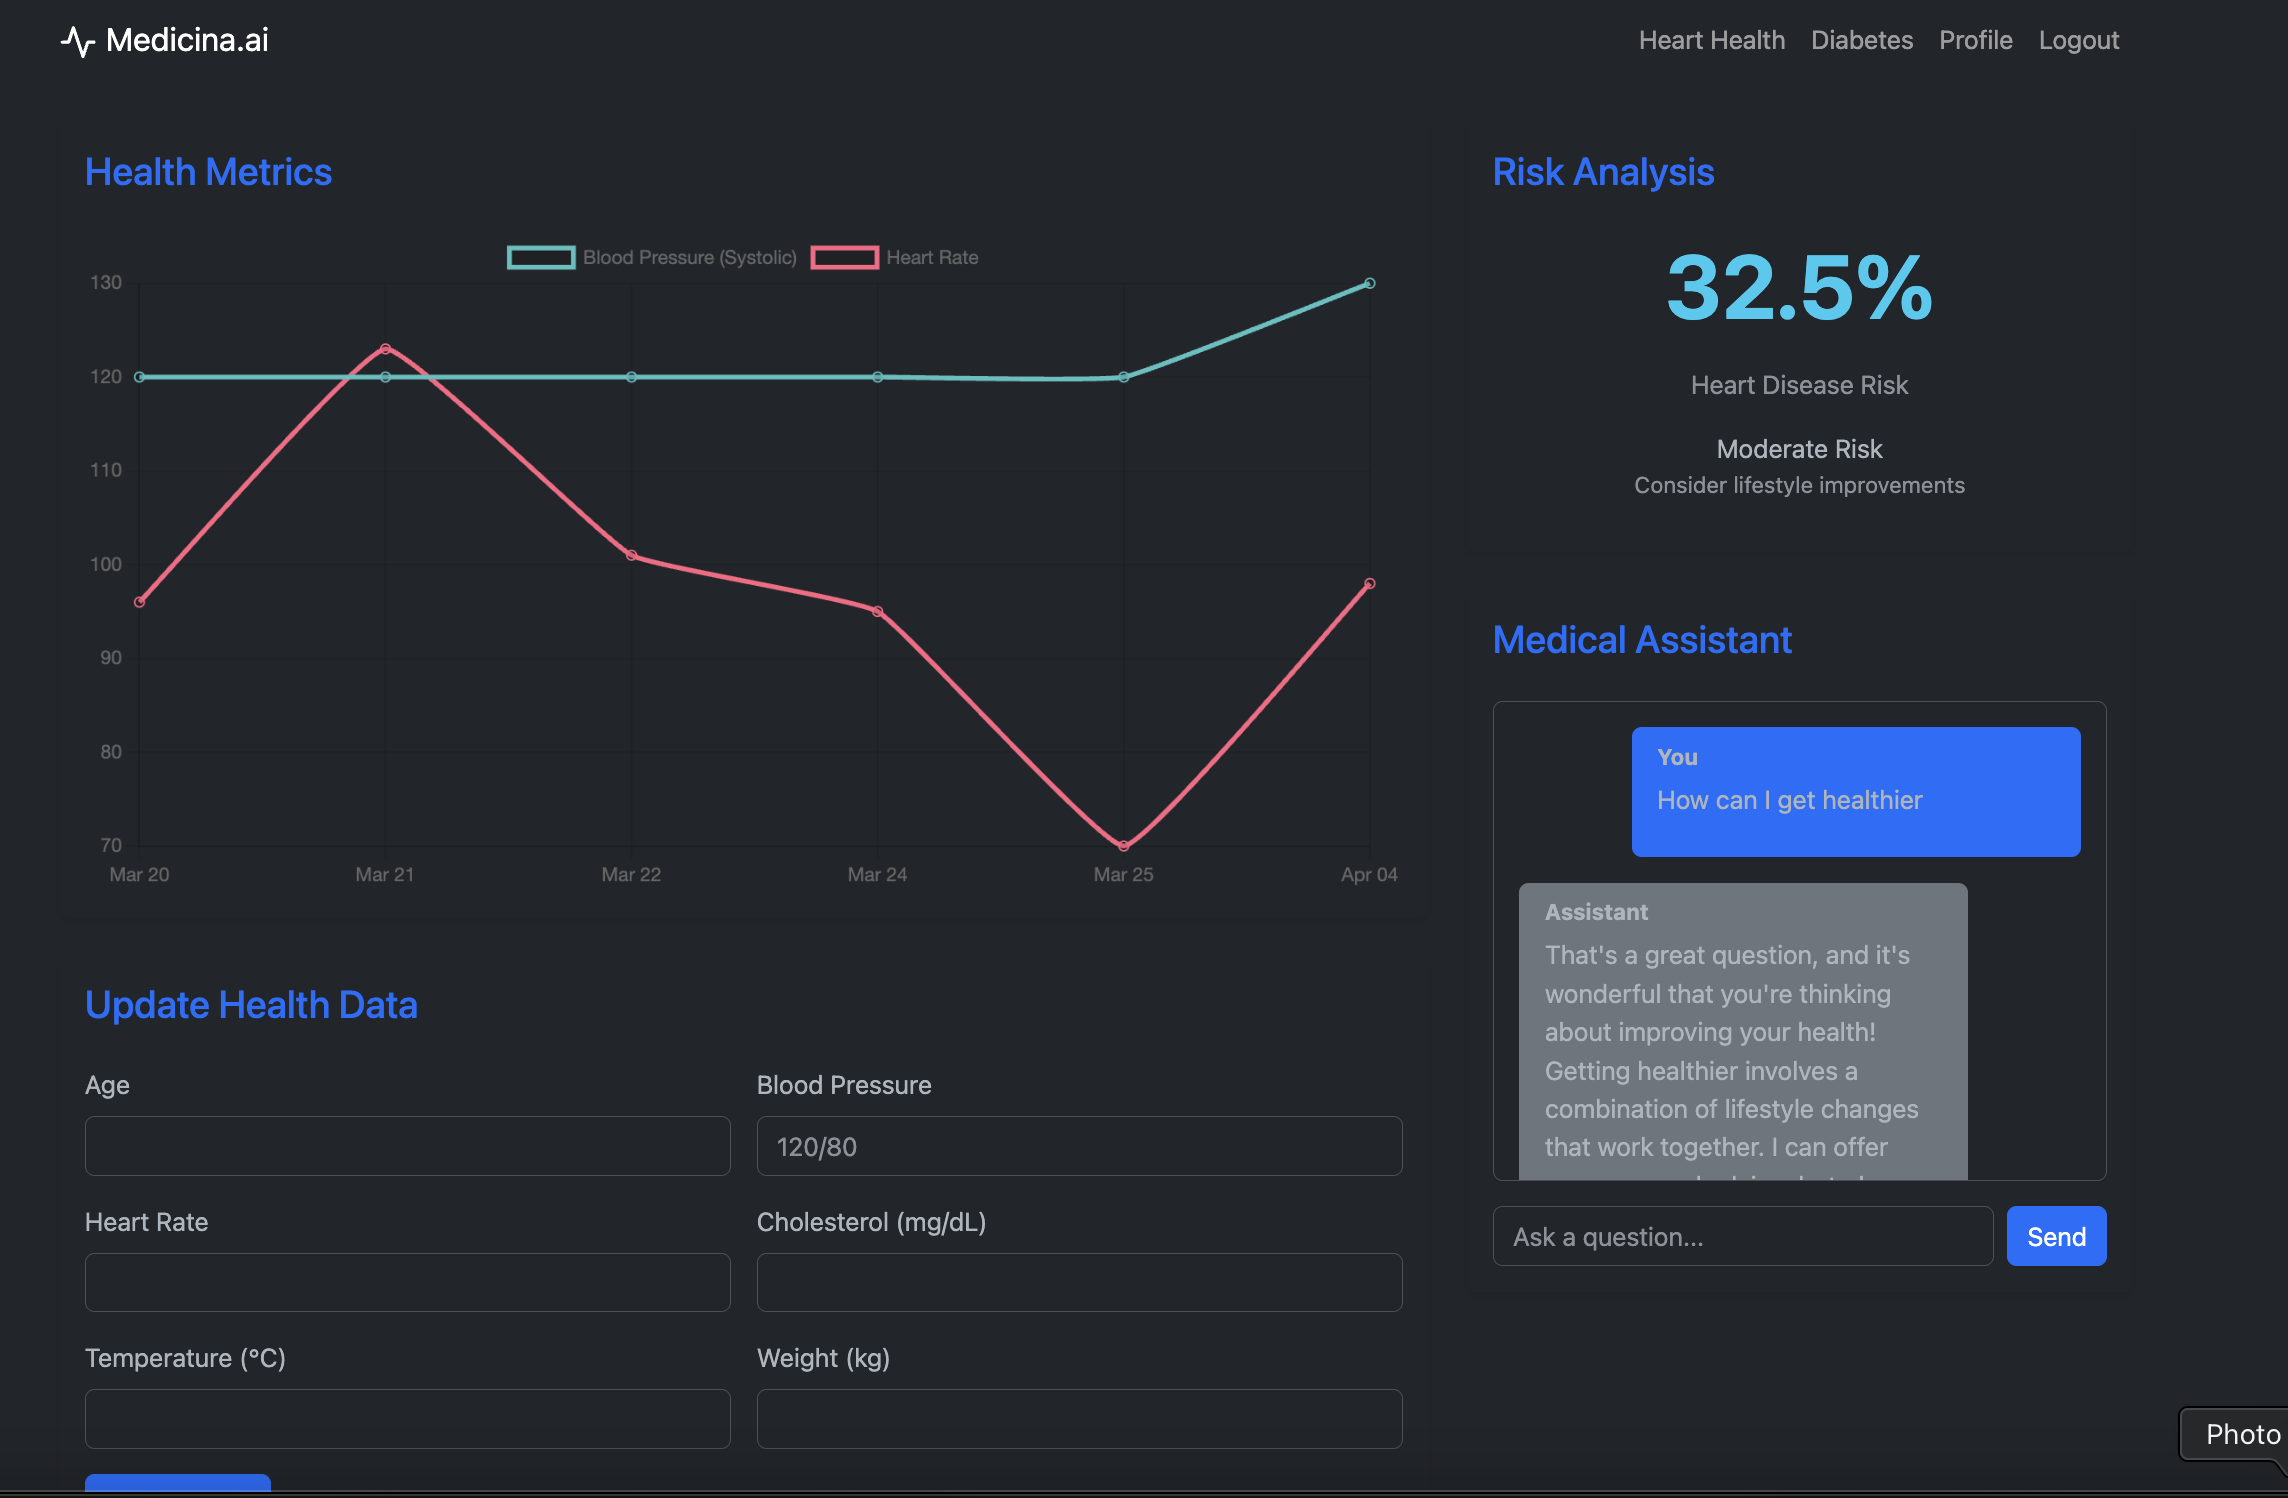 Medicina.ai
Heart Health Diabetes Profile Logout
Health Metrics
Blood Pressure (Systolic) Heart Rate
130
120
110
100
90
80
70
Mar 20 Mar 21 Mar 22 Mar 24 Mar 25 Apr 04
Update Health Data
Age
Blood Pressure
120/80
Heart Rate
Cholesterol (mg/dL)
Temperature (°C)
Weight (kg)
Risk Analysis
32.5%
Heart Disease Risk
Moderate Risk
Consider lifestyle improvements
Medical Assistant
You
How can I get healthier
Assistant
That's a great question, and it's
wonderful that you're thinking
about improving your health!
Getting healthier involves a
combination of lifestyle changes
that work together. I can offer
Ask a question...
Send
Photo